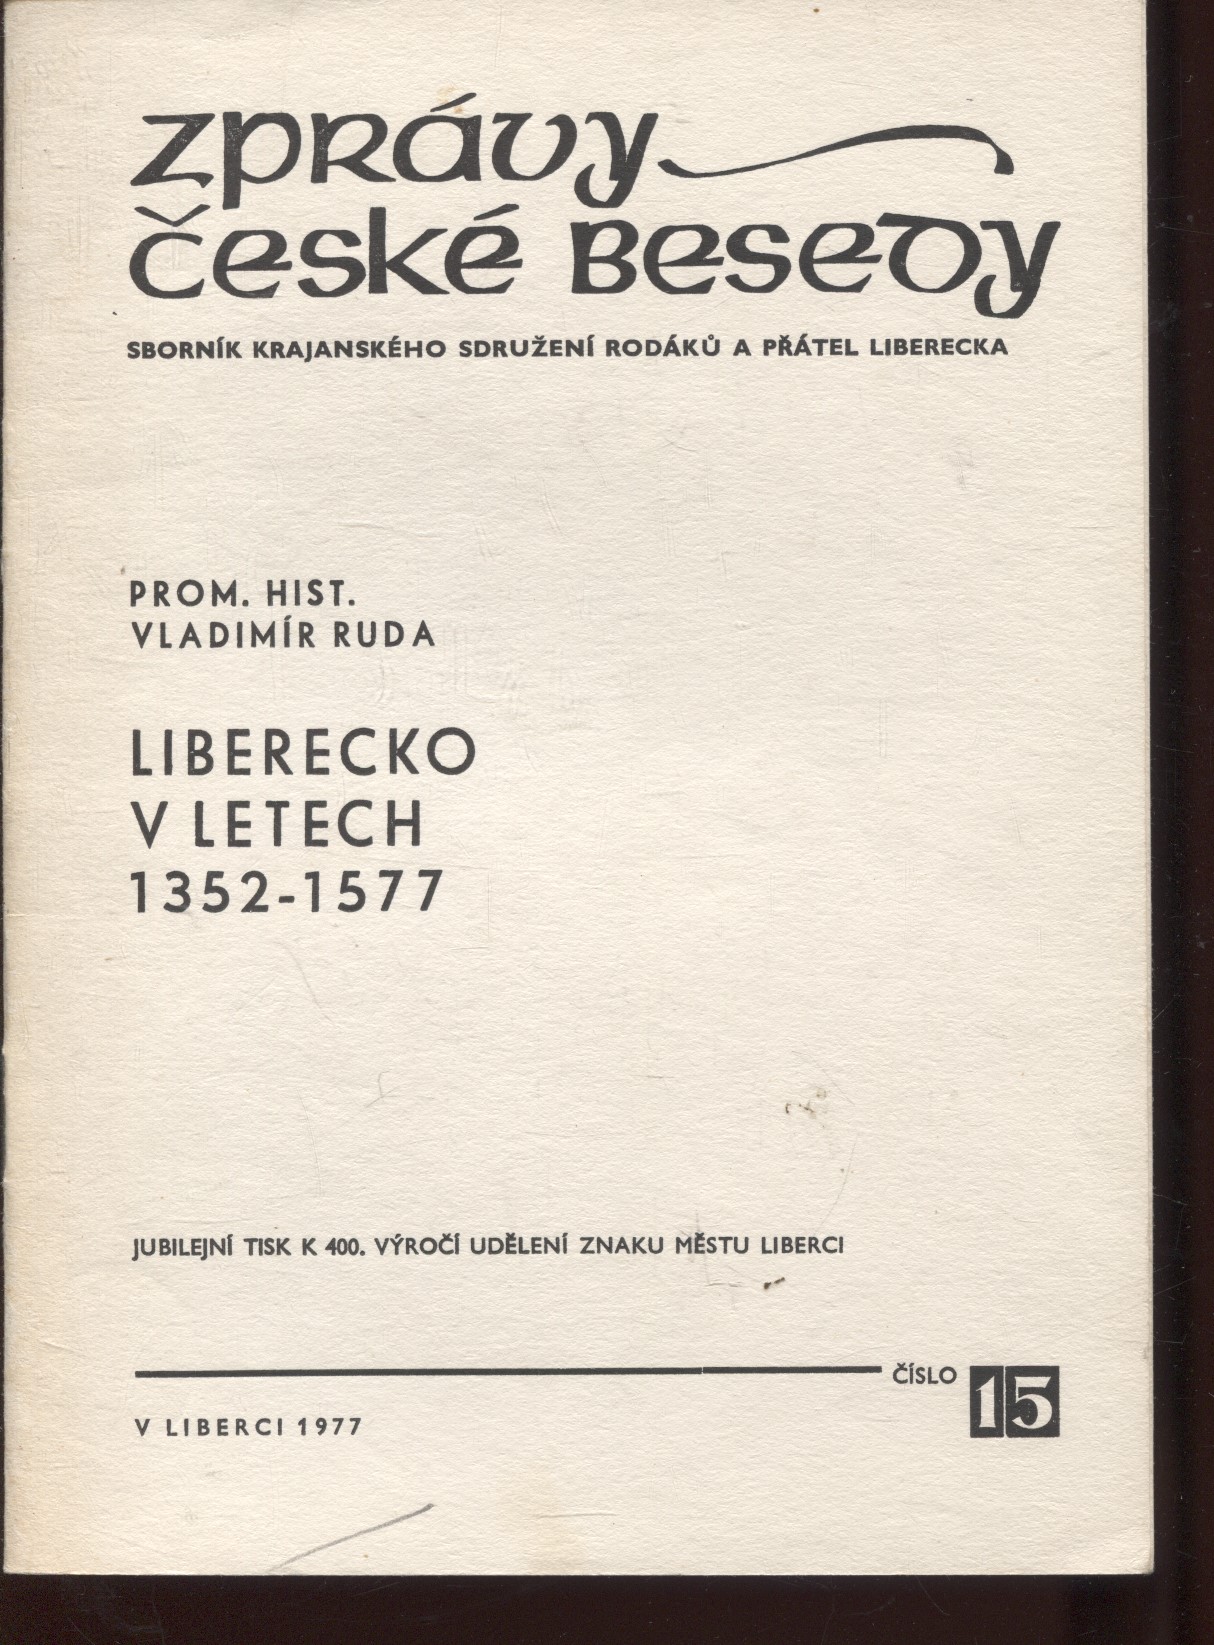 Zprávy
České Besedy
SBORNÍK KRAJANSKÉHO SDRUŽENÍ RODÁKŮ A PŘÁTEL LIBERECKA
PROM. HIST.
VLADIMÍR RUDA
LIBERECKO
V LETECH
1352-1577
JUBILEJNÍ TISK K 400. VÝROČÍ UDĚLENÍ ZNAKU MĚSTU LIBERCI
ČÍSLO 15
V LIBERCI 1977